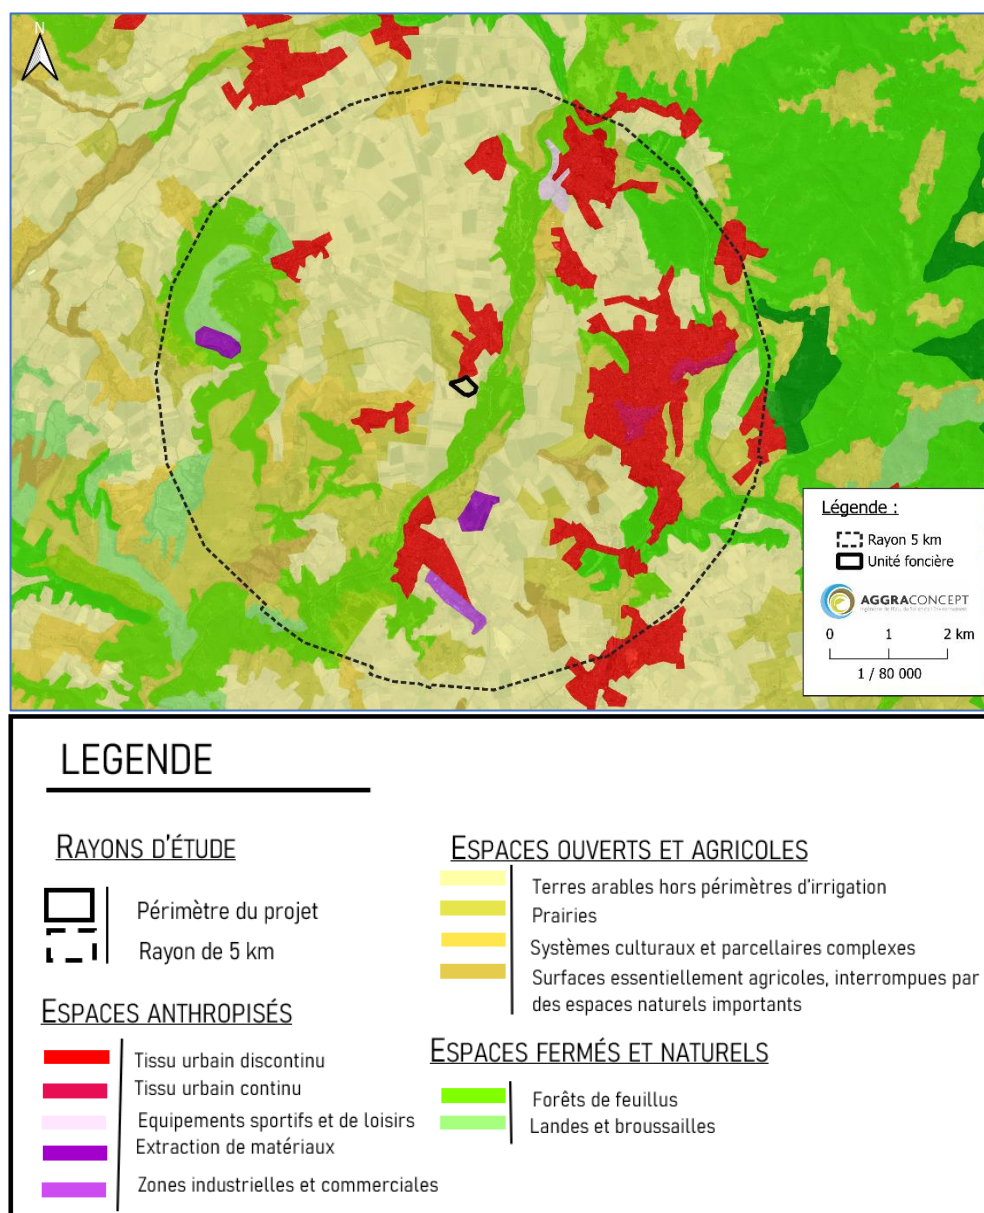 N
Légende :
Rayon 5 km
Unité foncière
AGGRACONCEPT
0 1 2 km
1 / 80 000
LEGENDE
RAYONS D'ÉTUDE
Périmètre du projet
Rayon de 5 km
ESPACES ANTHROPISÉS
Tissu urbain discontinu
Tissu urbain continu
Equipements sportifs et de loisirs
Extraction de matériaux
Zones industrielles et commerciales
ESPACES OUVERTS ET AGRICOLES
Terres arables hors périmètres d'irrigation
Prairies
Systèmes culturaux et parcellaires complexes
Surfaces essentiellement agricoles, interrompues par
des espaces naturels importants
ESPACES FERMÉS ET NATURELS
Forêts de feuillus
Landes et broussailles